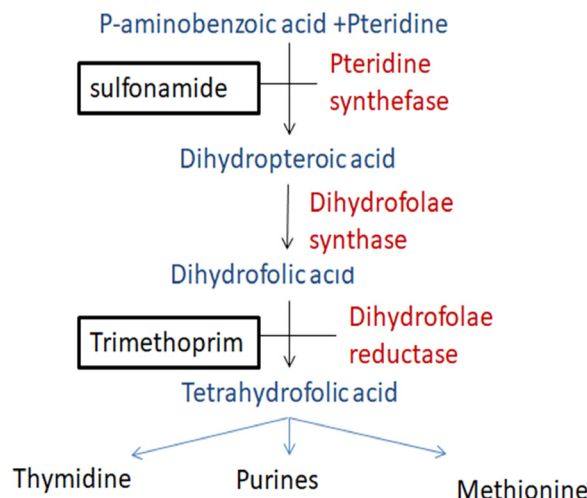 P-aminobenzoic acid +Pteridine
sulfonamide
Pteridine
synthefase
Dihydropteroic acid
Dihydrofolae
synthase
Dihydrofolic acid
Trimethoprim
Dihydrofolae
reductase
Tetrahydrofolic acid
Thymidine
Purines
Methionine